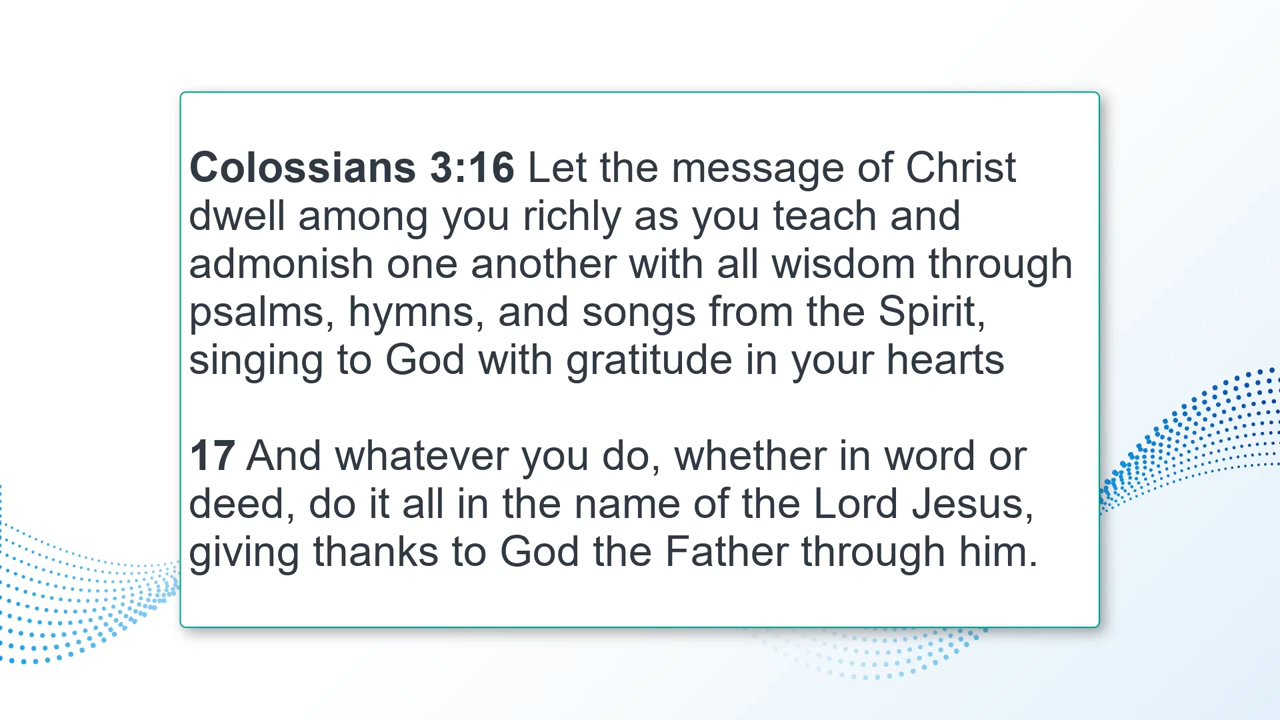 Colossians 3:16 Let the message of Christ
dwell among you richly as you teach and
admonish one another with all wisdom through
psalms, hymns, and songs from the Spirit,
singing to God with gratitude in your hearts
17 And whatever you do, whether in word or
deed, do it all in the name of the Lord Jesus,
giving thanks to God the Father through him.